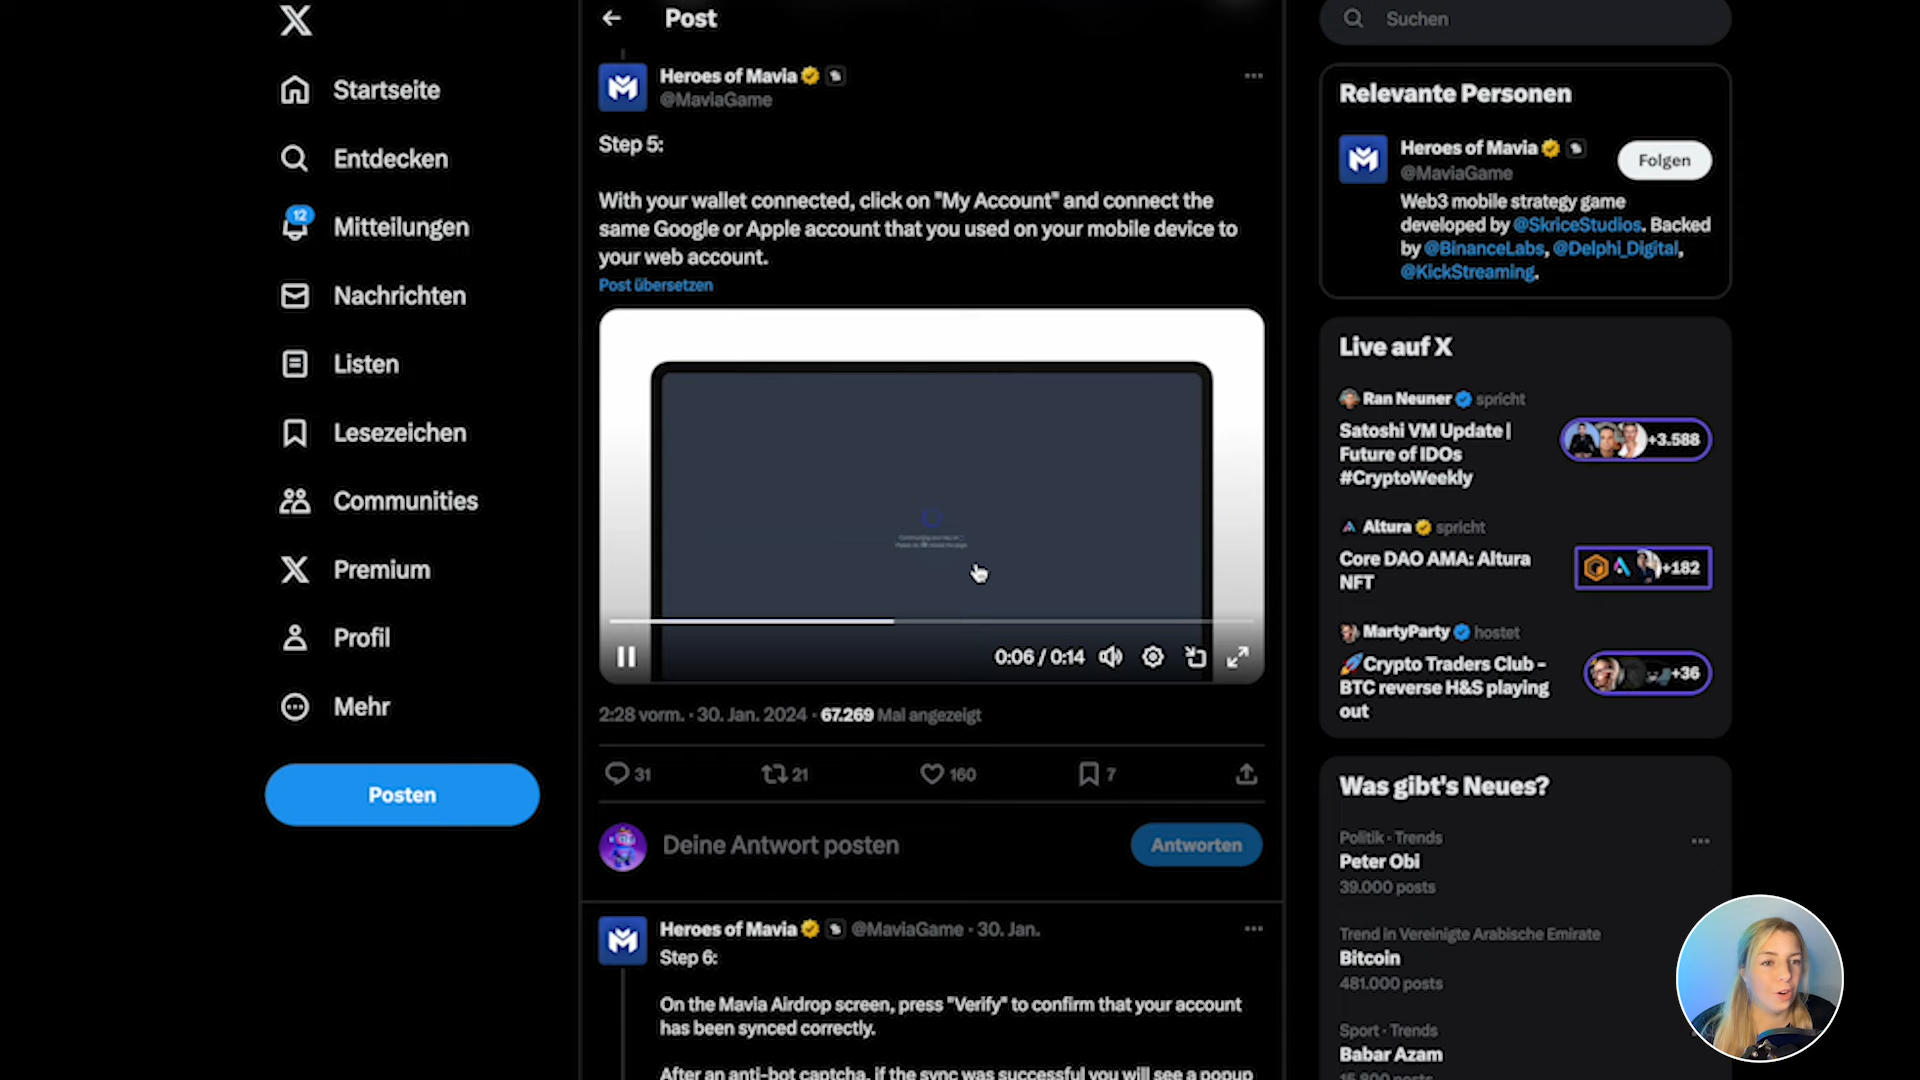 Startseite
Entdecken
12
Mitteilungen
Nachrichten
Listen
Lesezeichen
Communities
Premium
Profil
Mehr
Posten
Post
Heroes of Mavia
@MaviaGame
Step 5:
With your wallet connected, click on "My Account" and connect the
same Google or Apple account that you used on your mobile device to
your web account.
Post übersetzen
0:06 / 0:14
2:28 vorm. · 30. Jan. 2024 · 67.269 Mal angezeigt
31
21
160
7
Deine Antwort posten
Antworten
Heroes of Mavia @MaviaGame · 30. Jan.
Step 6:
On the Mavia Airdrop screen, press "Verify" to confirm that your account
has been synced correctly.
After an anti-bot captcha, if the sync was successful you will see a popup
Suchen
Relevante Personen
Heroes of Mavia
@MaviaGame
Folgen
Web3 mobile strategy game
developed by @SkriceStudios. Backed
by @BinanceLabs, @Delphi_Digital,
@KickStreaming.
Live auf X
Ran Neuner spricht
Satoshi VM Update |
Future of IDOs
#CryptoWeekly
+3.588
Altura spricht
Core DAO AMA: Altura
NFT
+182
MartyParty hostet
🚀Crypto Traders Club -
BTC reverse H&S playing
out
+36
Was gibt's Neues?
Politik · Trends
Peter Obi
39.000 posts
Trend in Vereinigte Arabische Emirate
Bitcoin
481.000 posts
Sport · Trends
Babar Azam
15.800 posts